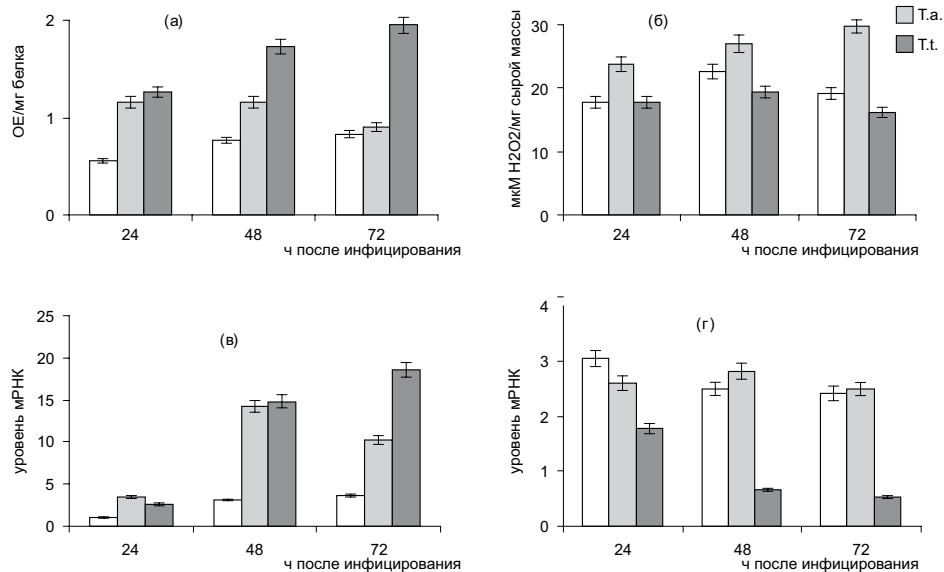 (а)
ОЕ/мг белка
2
1
0
24 48 72
ч после инфицирования
(б)
мкМ H2O2/мг сырой массы
30
20
10
0
24 48 72
ч после инфицирования
Т.a.
T.t.
(в)
уровень мРНК
25
20
15
10
5
0
24 48 72
ч после инфицирования
(г)
уровень мРНК
4
3
2
1
0
24 48 72
ч после инфицирования